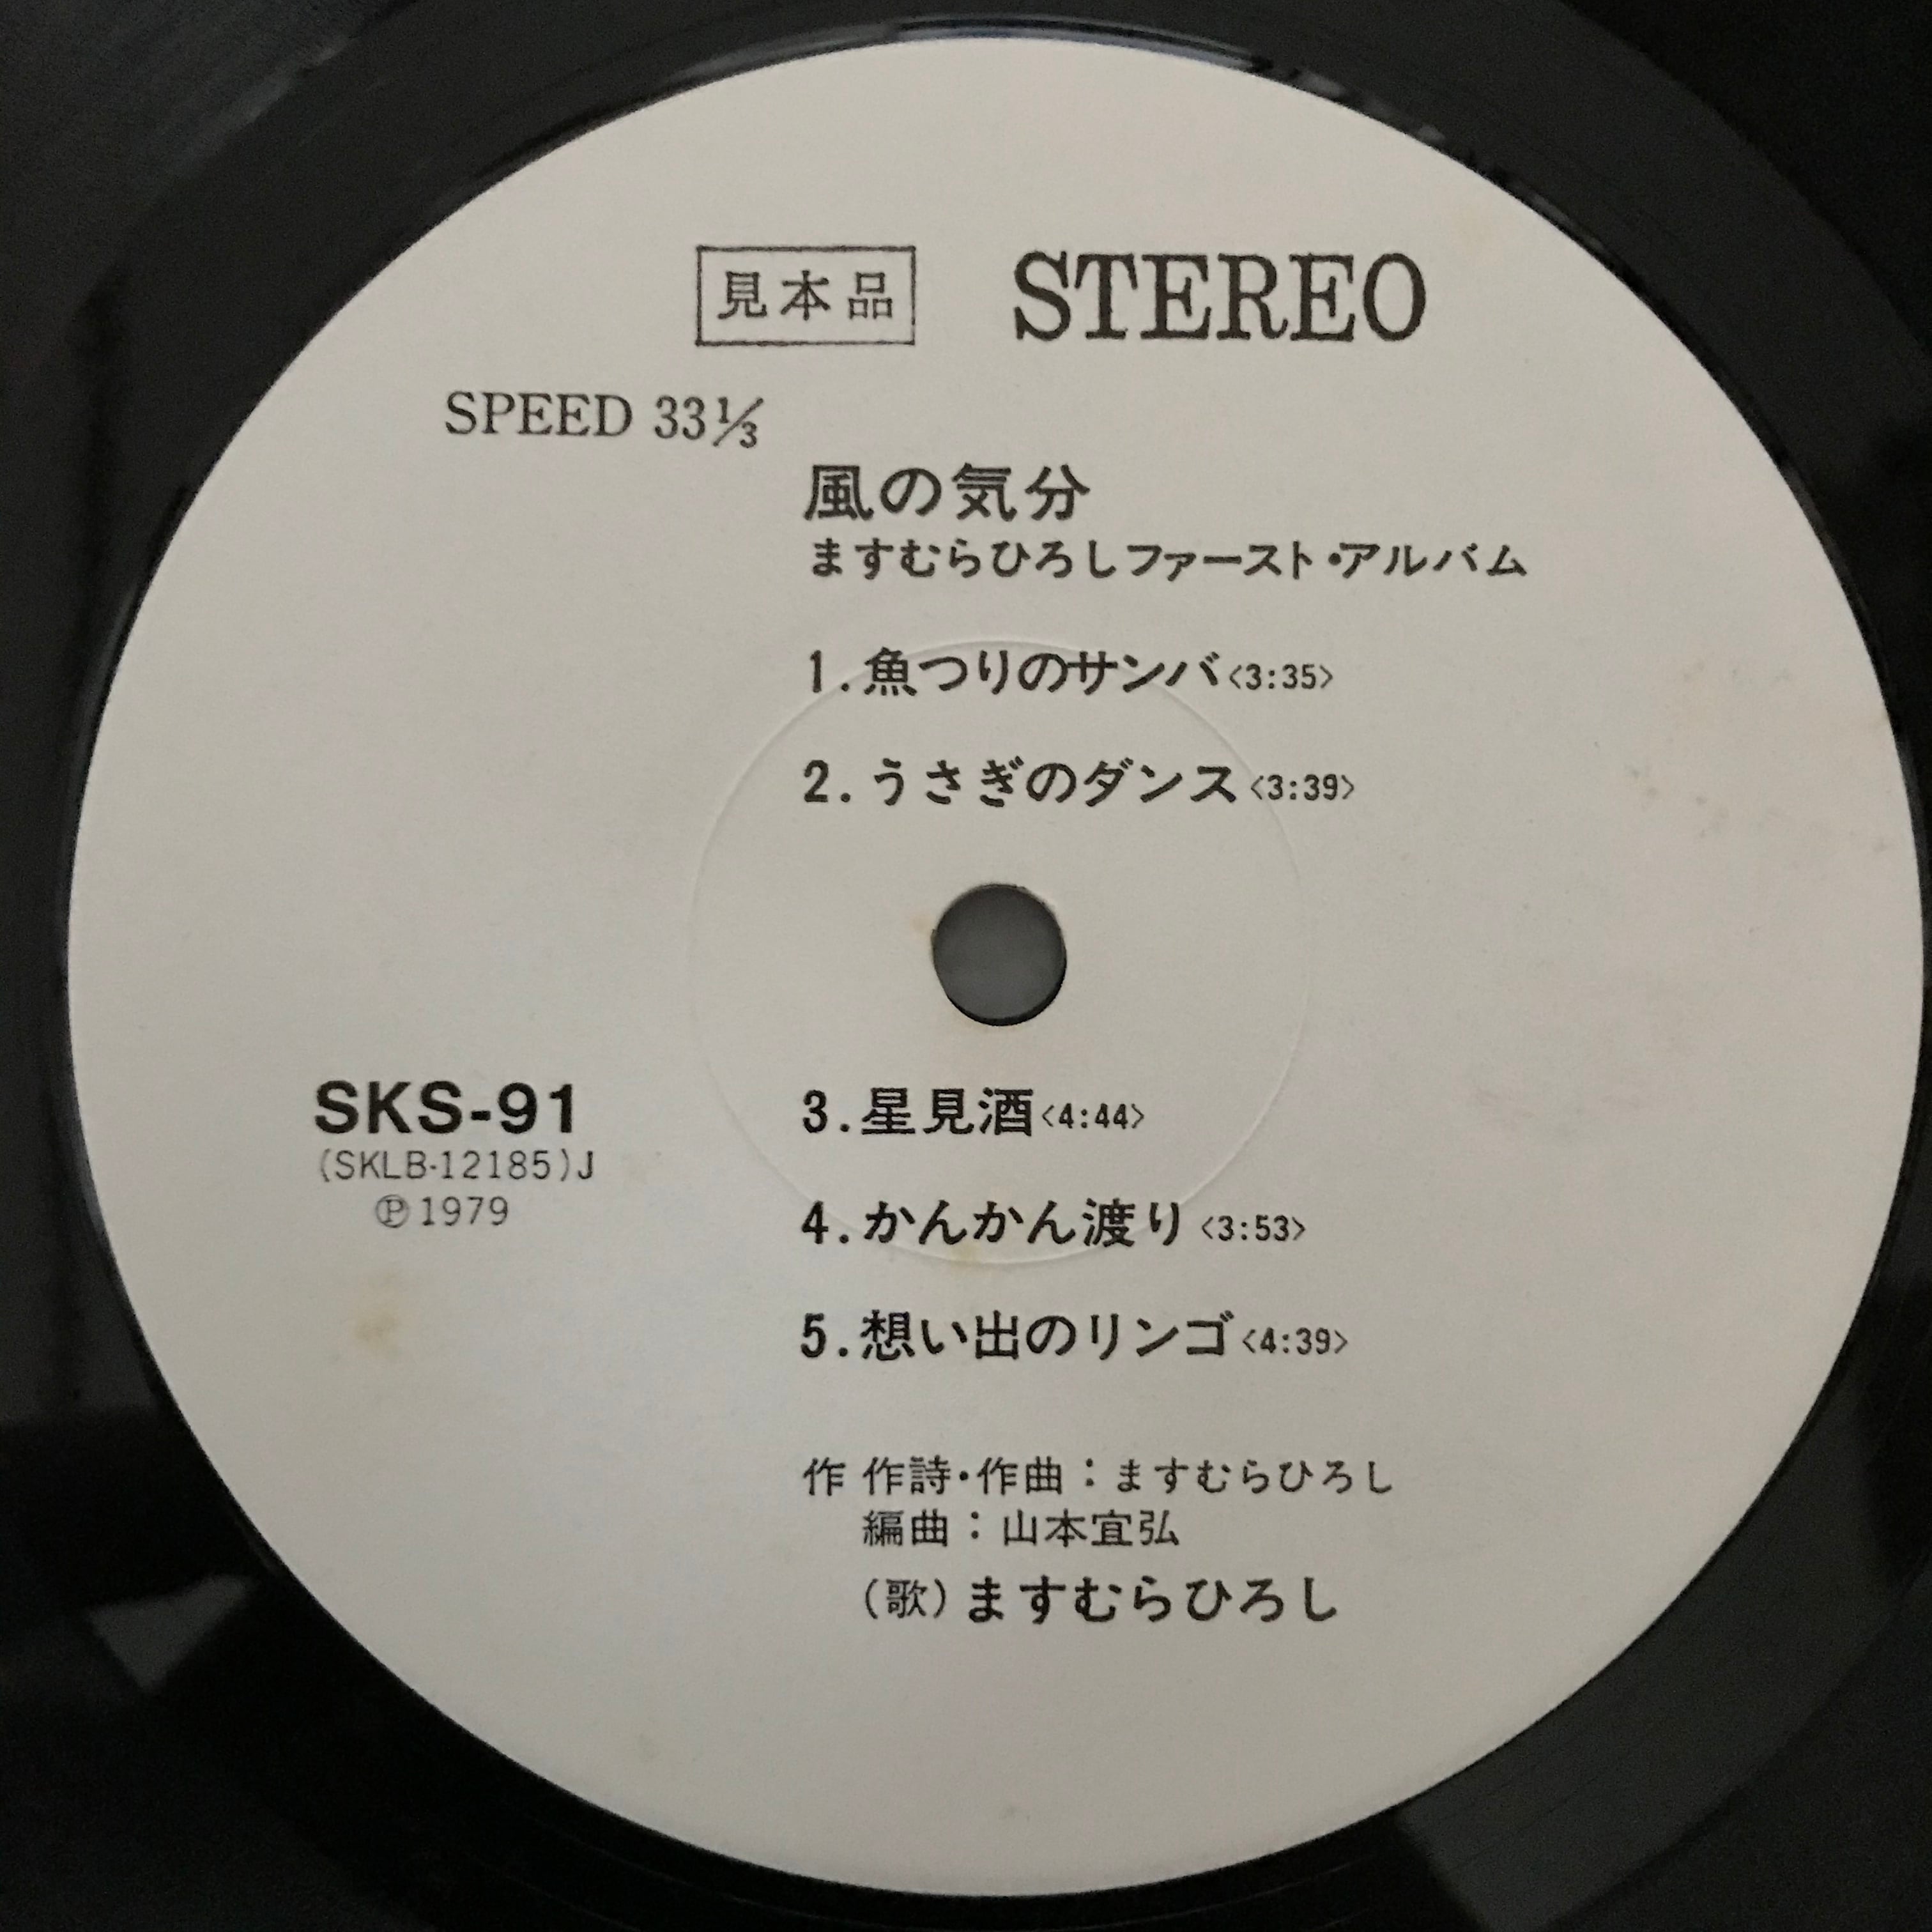 見本品 STEREO
SPEED 33⅓
風の気分
ますむらひろしファースト・アルバム
1.魚つりのサンバ<3:35>
2.うさぎのダンス<3:39>
SKS-91
(SKLB-12185)J
℗1979
3.星見酒<4:44>
4.かんかん渡り<3:53>
5.想い出のリンゴ<4:39>
作 作詩・作曲：ますむらひろし
編曲：山本宜弘
(歌)ますむらひろし